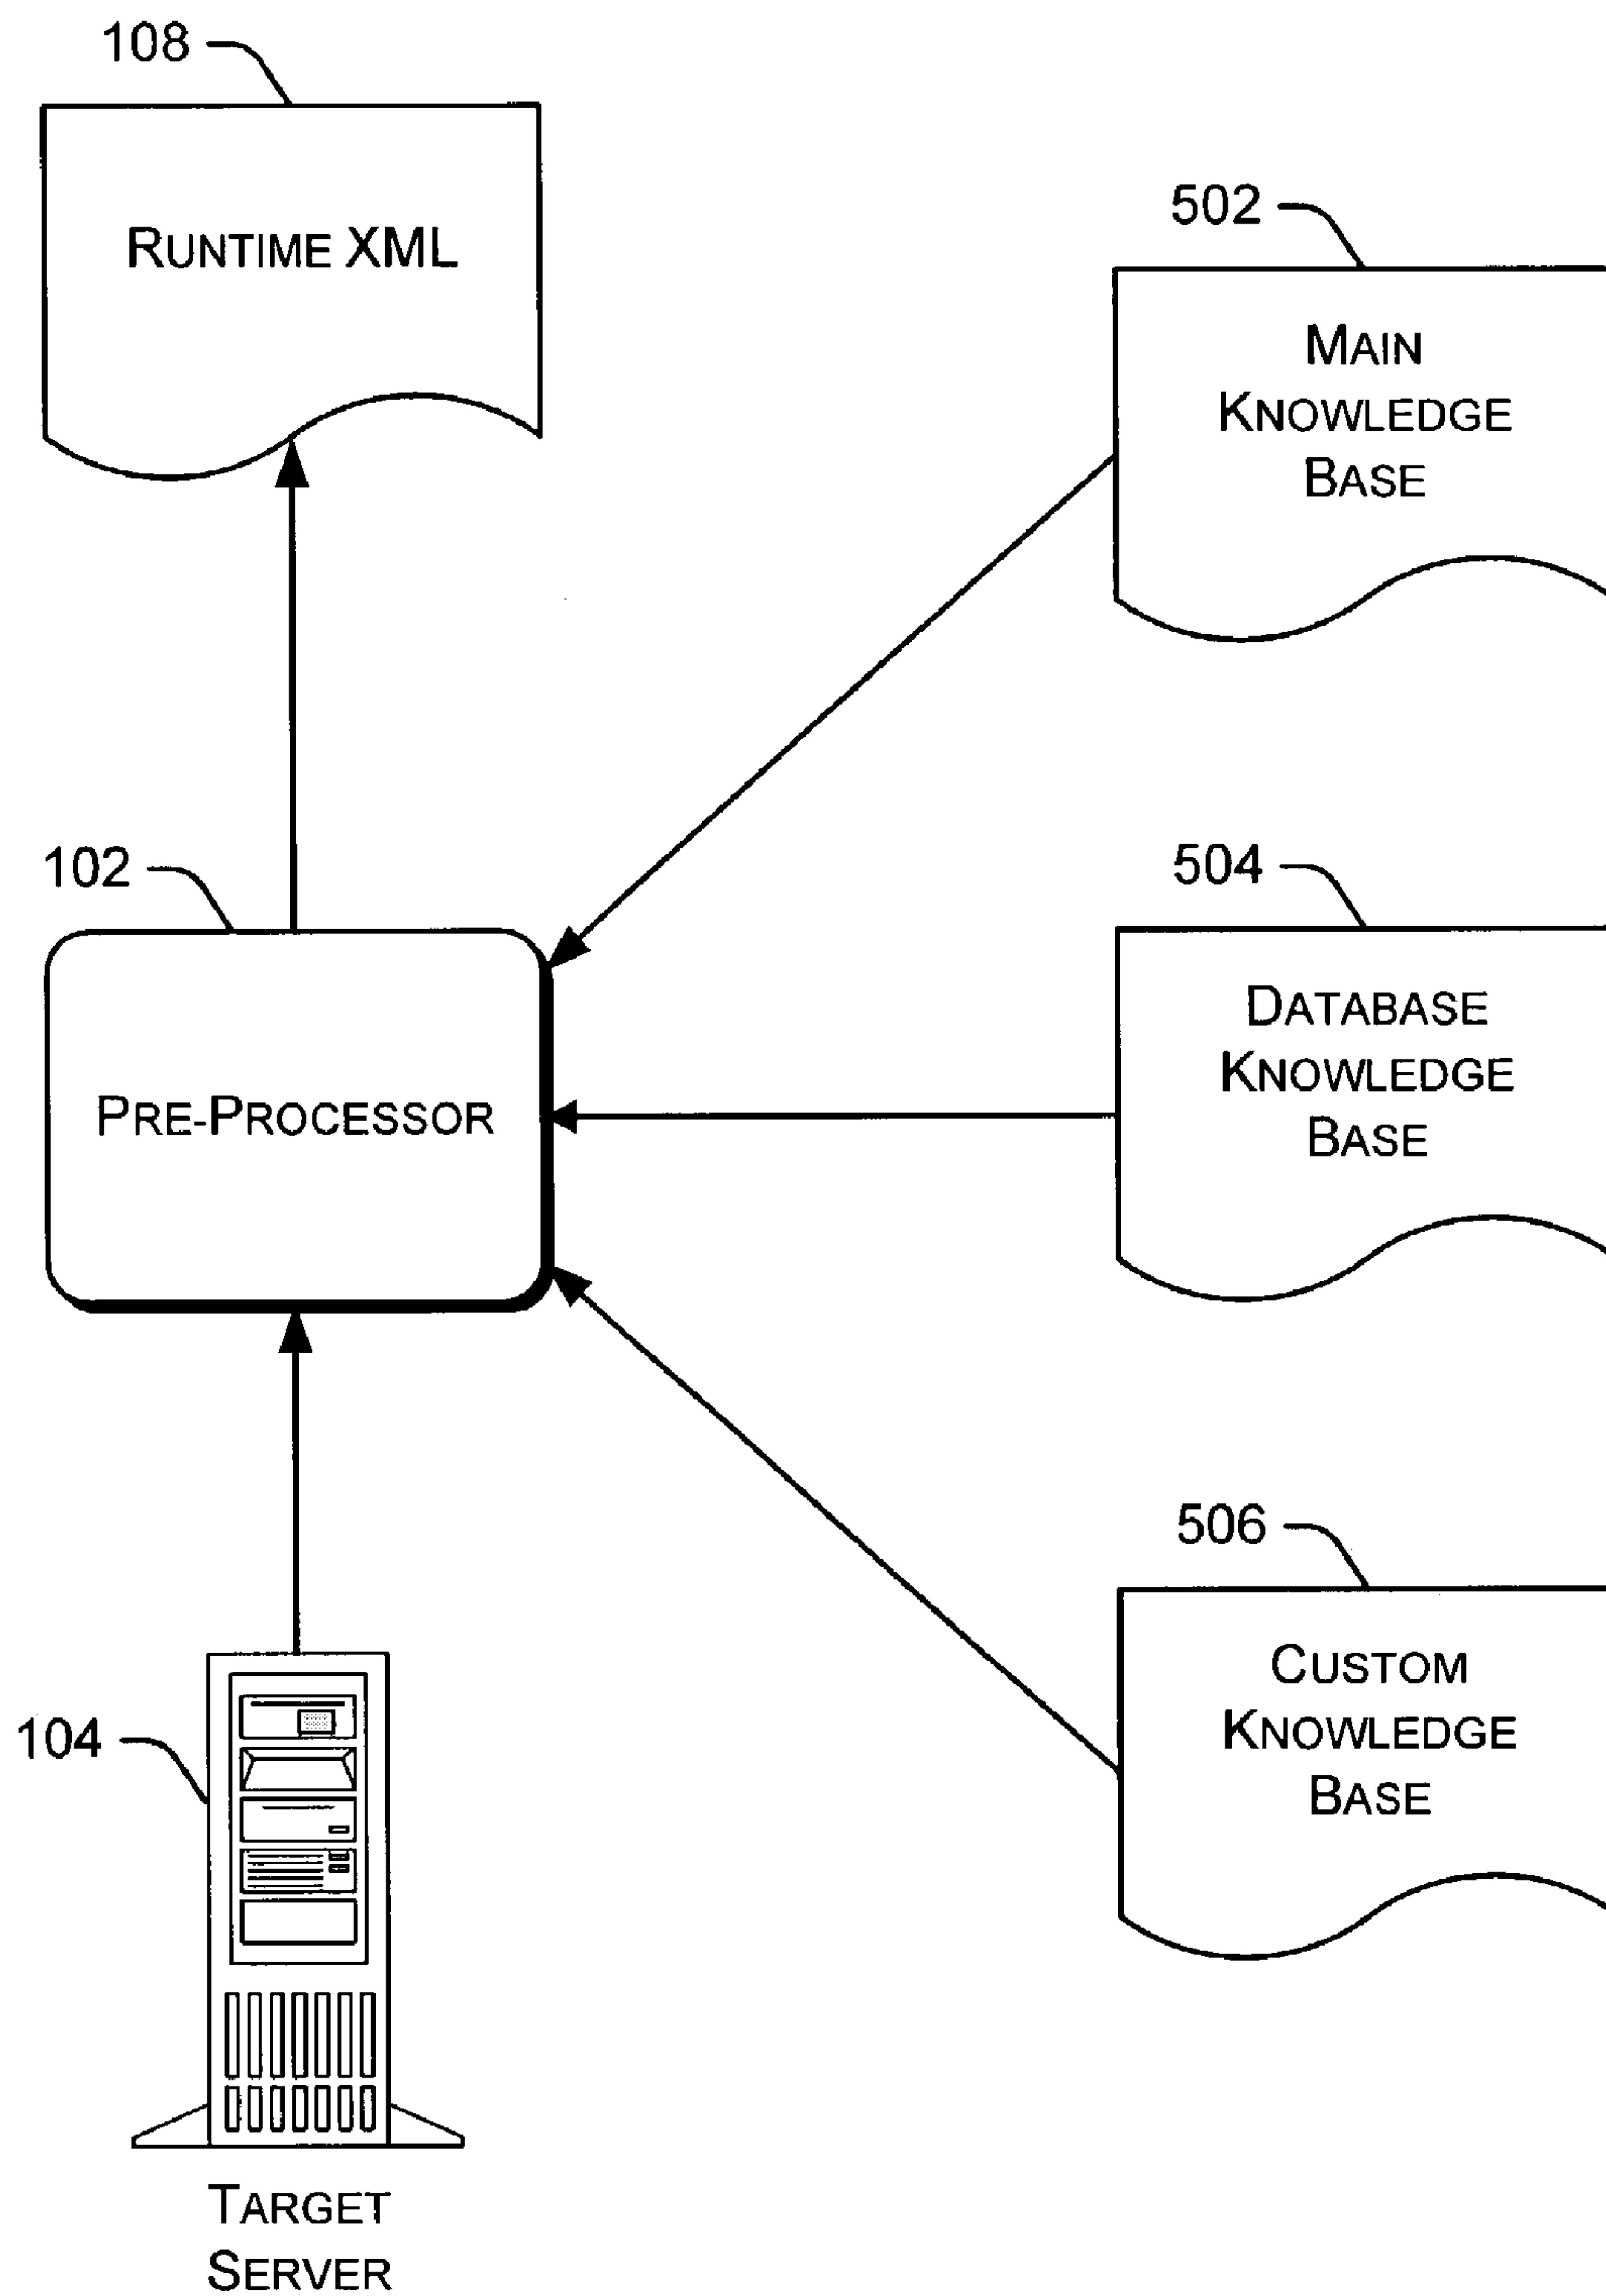 108
RUNTIME XML
502
MAIN
KNOWLEDGE
BASE
102
PRE-PROCESSOR
504
DATABASE
KNOWLEDGE
BASE
506
CUSTOM
KNOWLEDGE
BASE
104
TARGET
SERVER